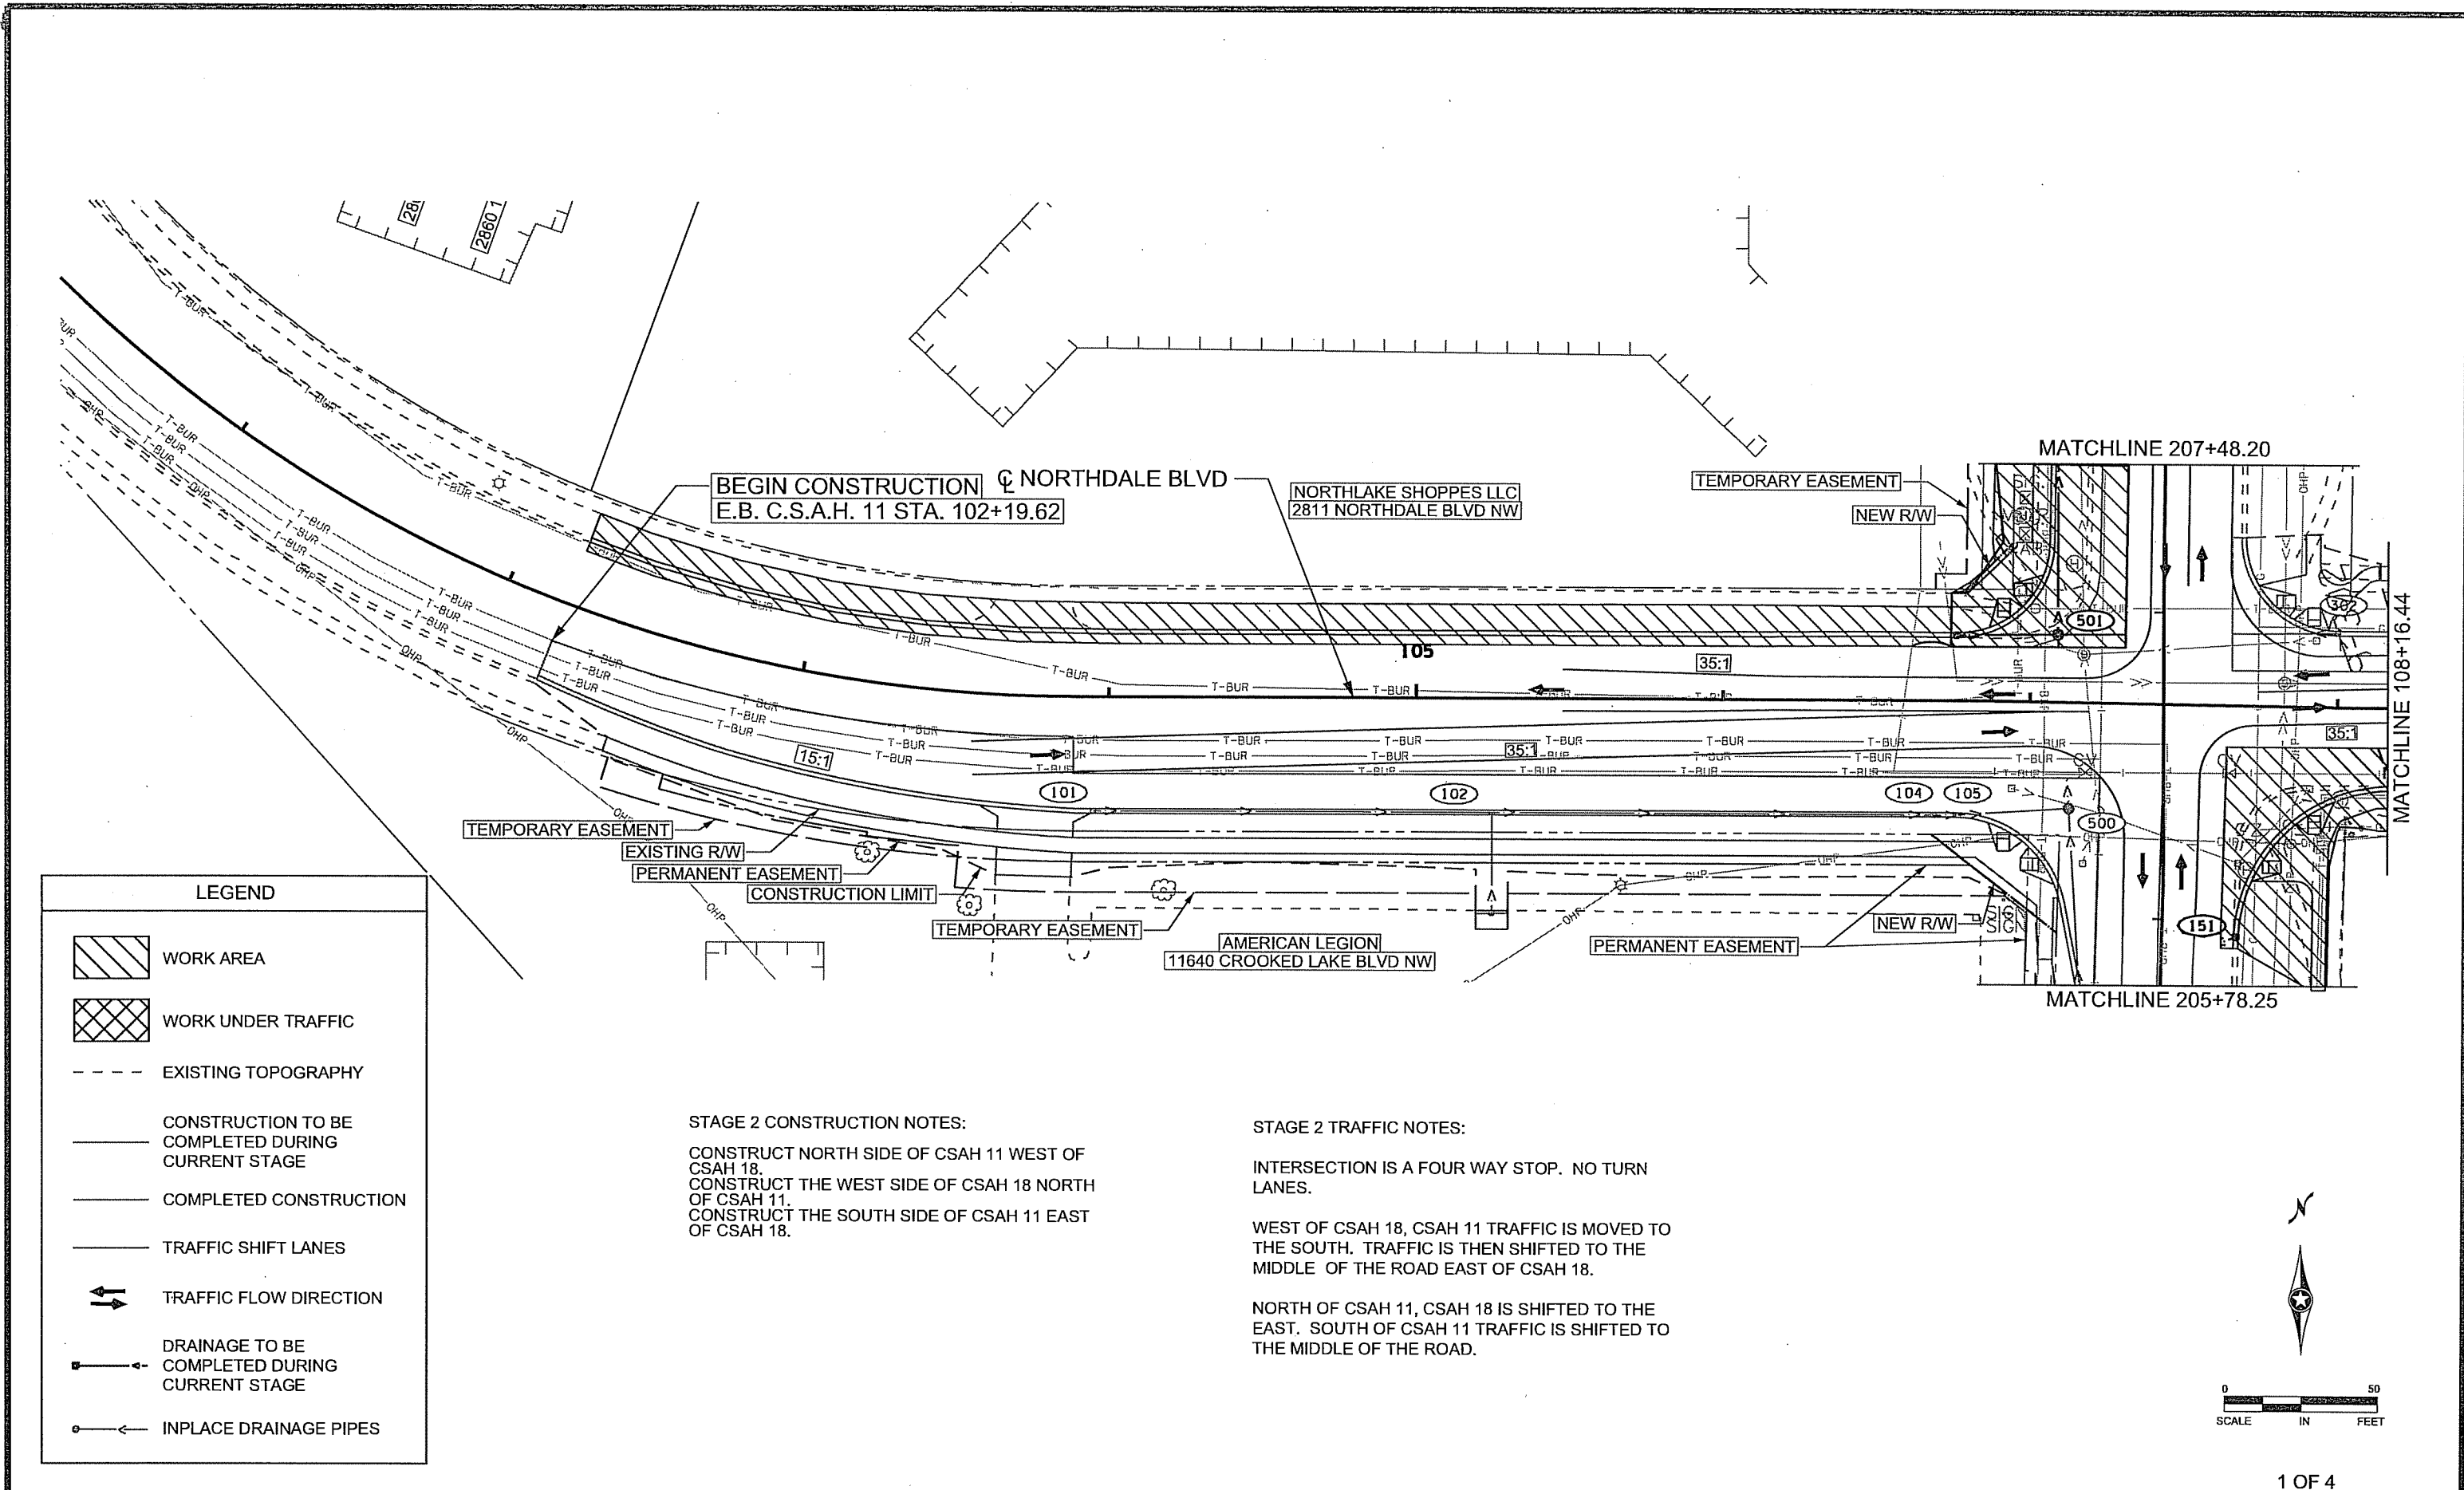 2860 1
BEGIN CONSTRUCTION
E.B. C.S.A.H. 11 STA. 102+19.62
℄ NORTHDALE BLVD
NORTHLAKE SHOPPES LLC
2811 NORTHDALE BLVD NW
TEMPORARY EASEMENT
NEW R/W
MATCHLINE 207+48.20
MATCHLINE 108+16.44
MATCHLINE 205+78.25
T-BUR
OHP
105
35:1
35:1
35:1
15:1
501
302
101
102
104
105
500
151
TEMPORARY EASEMENT
EXISTING R/W
PERMANENT EASEMENT
CONSTRUCTION LIMIT
TEMPORARY EASEMENT
AMERICAN LEGION
11640 CROOKED LAKE BLVD NW
PERMANENT EASEMENT
NEW R/W
SIGN
LEGEND
WORK AREA
WORK UNDER TRAFFIC
EXISTING TOPOGRAPHY
CONSTRUCTION TO BE
COMPLETED DURING
CURRENT STAGE
COMPLETED CONSTRUCTION
TRAFFIC SHIFT LANES
TRAFFIC FLOW DIRECTION
DRAINAGE TO BE
COMPLETED DURING
CURRENT STAGE
INPLACE DRAINAGE PIPES
STAGE 2 CONSTRUCTION NOTES:
CONSTRUCT NORTH SIDE OF CSAH 11 WEST OF
CSAH 18.
CONSTRUCT THE WEST SIDE OF CSAH 18 NORTH
OF CSAH 11.
CONSTRUCT THE SOUTH SIDE OF CSAH 11 EAST
OF CSAH 18.
STAGE 2 TRAFFIC NOTES:
INTERSECTION IS A FOUR WAY STOP. NO TURN
LANES.
WEST OF CSAH 18, CSAH 11 TRAFFIC IS MOVED TO
THE SOUTH. TRAFFIC IS THEN SHIFTED TO THE
MIDDLE OF THE ROAD EAST OF CSAH 18.
NORTH OF CSAH 11, CSAH 18 IS SHIFTED TO THE
EAST. SOUTH OF CSAH 11 TRAFFIC IS SHIFTED TO
THE MIDDLE OF THE ROAD.
N
0 50
SCALE IN FEET
1 OF 4